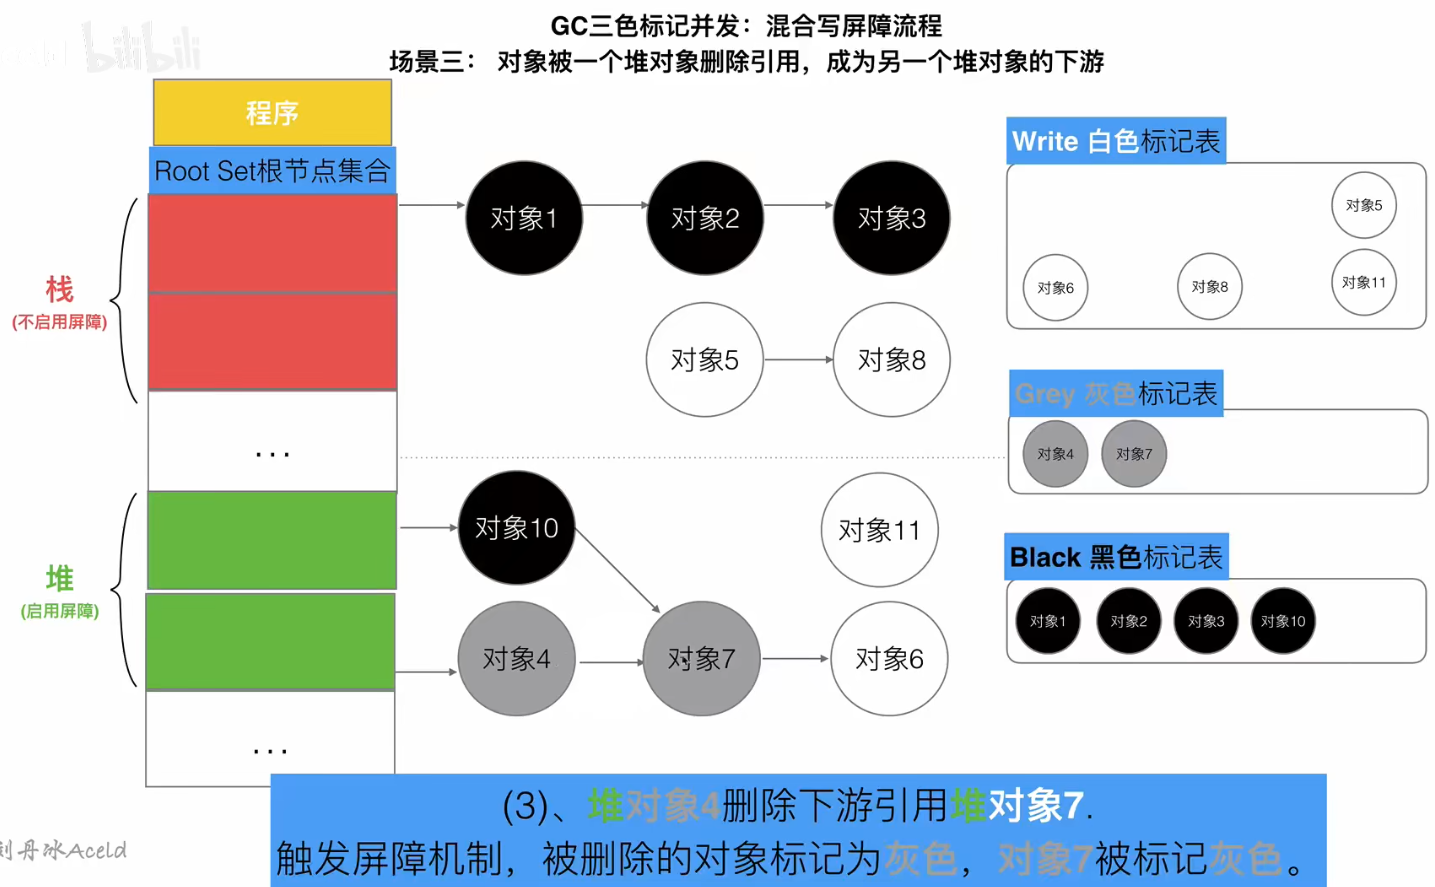 bilibili
GC三色标记并发：混合写屏障流程
场景三： 对象被一个堆对象删除引用，成为另一个堆对象的下游
程序
Root Set根节点集合
栈
(不启用屏障)
...
堆
(启用屏障)
...
对象1
对象2
对象3
对象5
对象8
对象10
对象11
对象4
对象7
对象6
Write 白色标记表
对象5
对象6
对象8
对象11
Grey 灰色标记表
对象4
对象7
Black 黑色标记表
对象1
对象2
对象3
对象10
(3)、堆对象4删除下游引用堆对象7.
触发屏障机制，被删除的对象标记为灰色，对象7被标记灰色。
刘丹冰Aceld